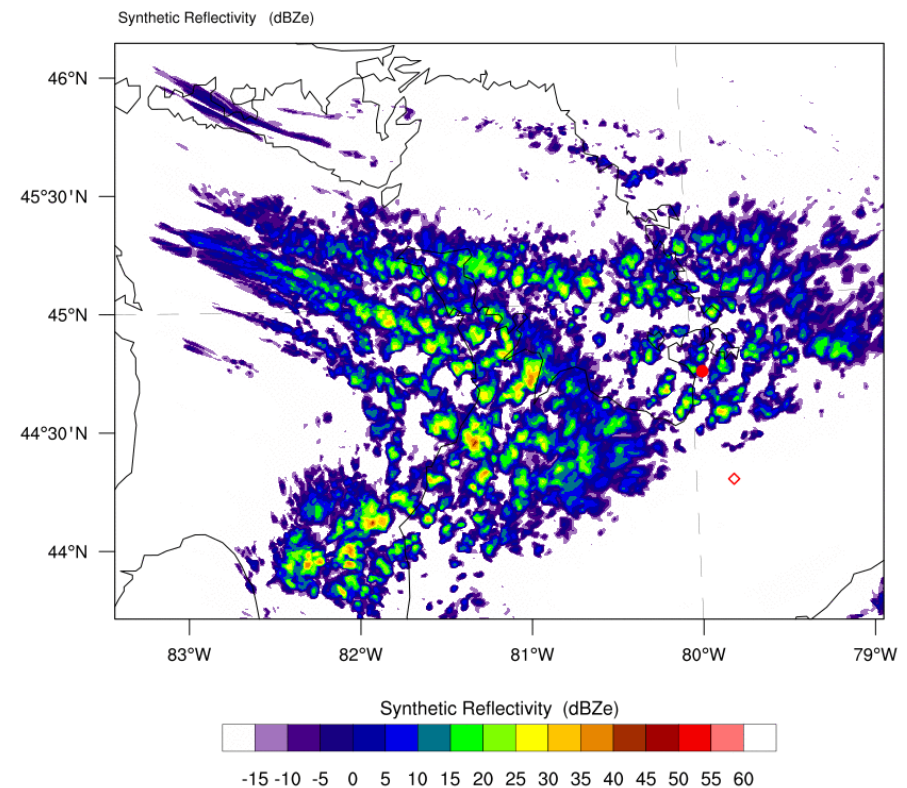 Synthetic Reflectivity (dBZe)
46°N
45°30'N
45°N
44°30'N
44°N
83°W 82°W 81°W 80°W 79°W
Synthetic Reflectivity (dBZe)
-15 -10 -5 0 5 10 15 20 25 30 35 40 45 50 55 60